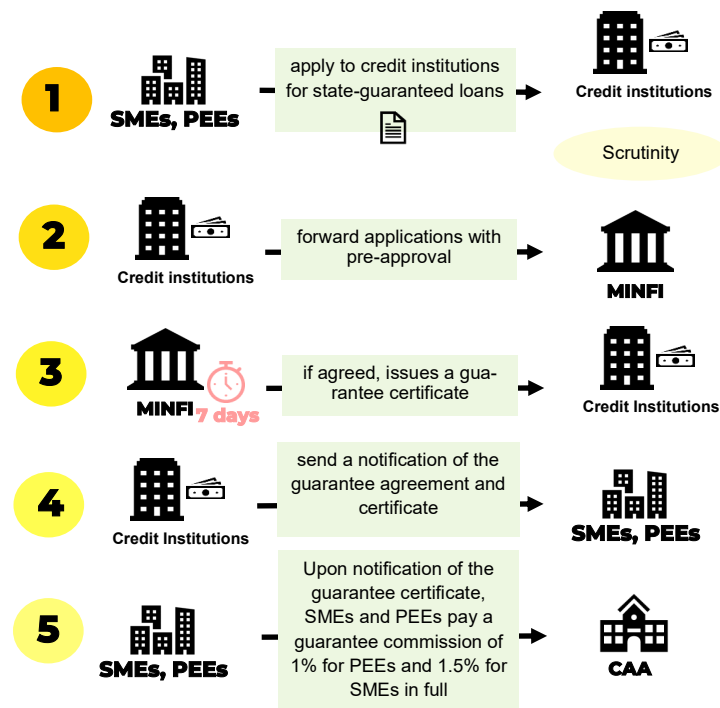 1
SMEs, PEEs
apply to credit institutions
for state-guaranteed loans
Credit institutions
Scrutinity
2
Credit institutions
forward applications with
pre-approval
MINFI
3
MINFI
7 days
if agreed, issues a gua-
rantee certificate
Credit Institutions
4
Credit Institutions
send a notification of the
guarantee agreement and
certificate
SMEs, PEEs
5
SMEs, PEEs
Upon notification of the
guarantee certificate,
SMEs and PEEs pay a
guarantee commission of
1% for PEEs and 1.5% for
SMEs in full
CAA